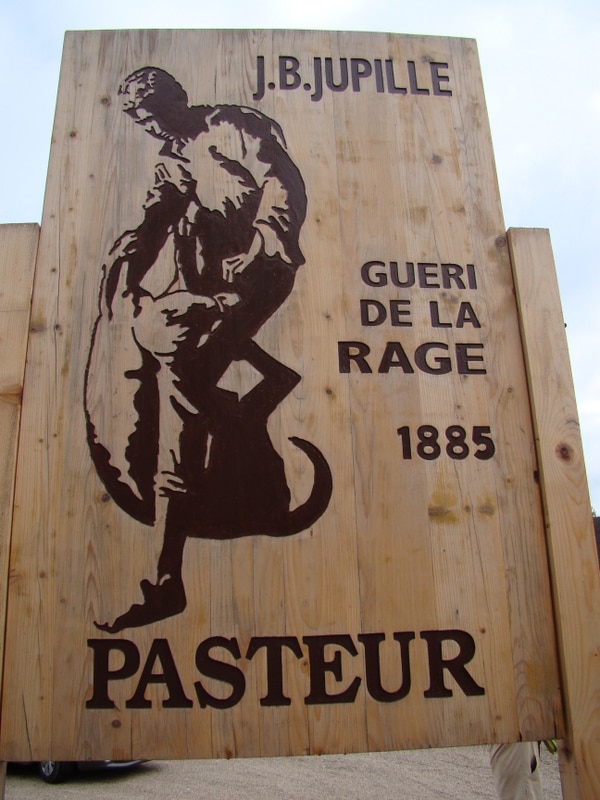 J.B.JUPILLE
GUERI
DE LA
RAGE
1885
PASTEUR